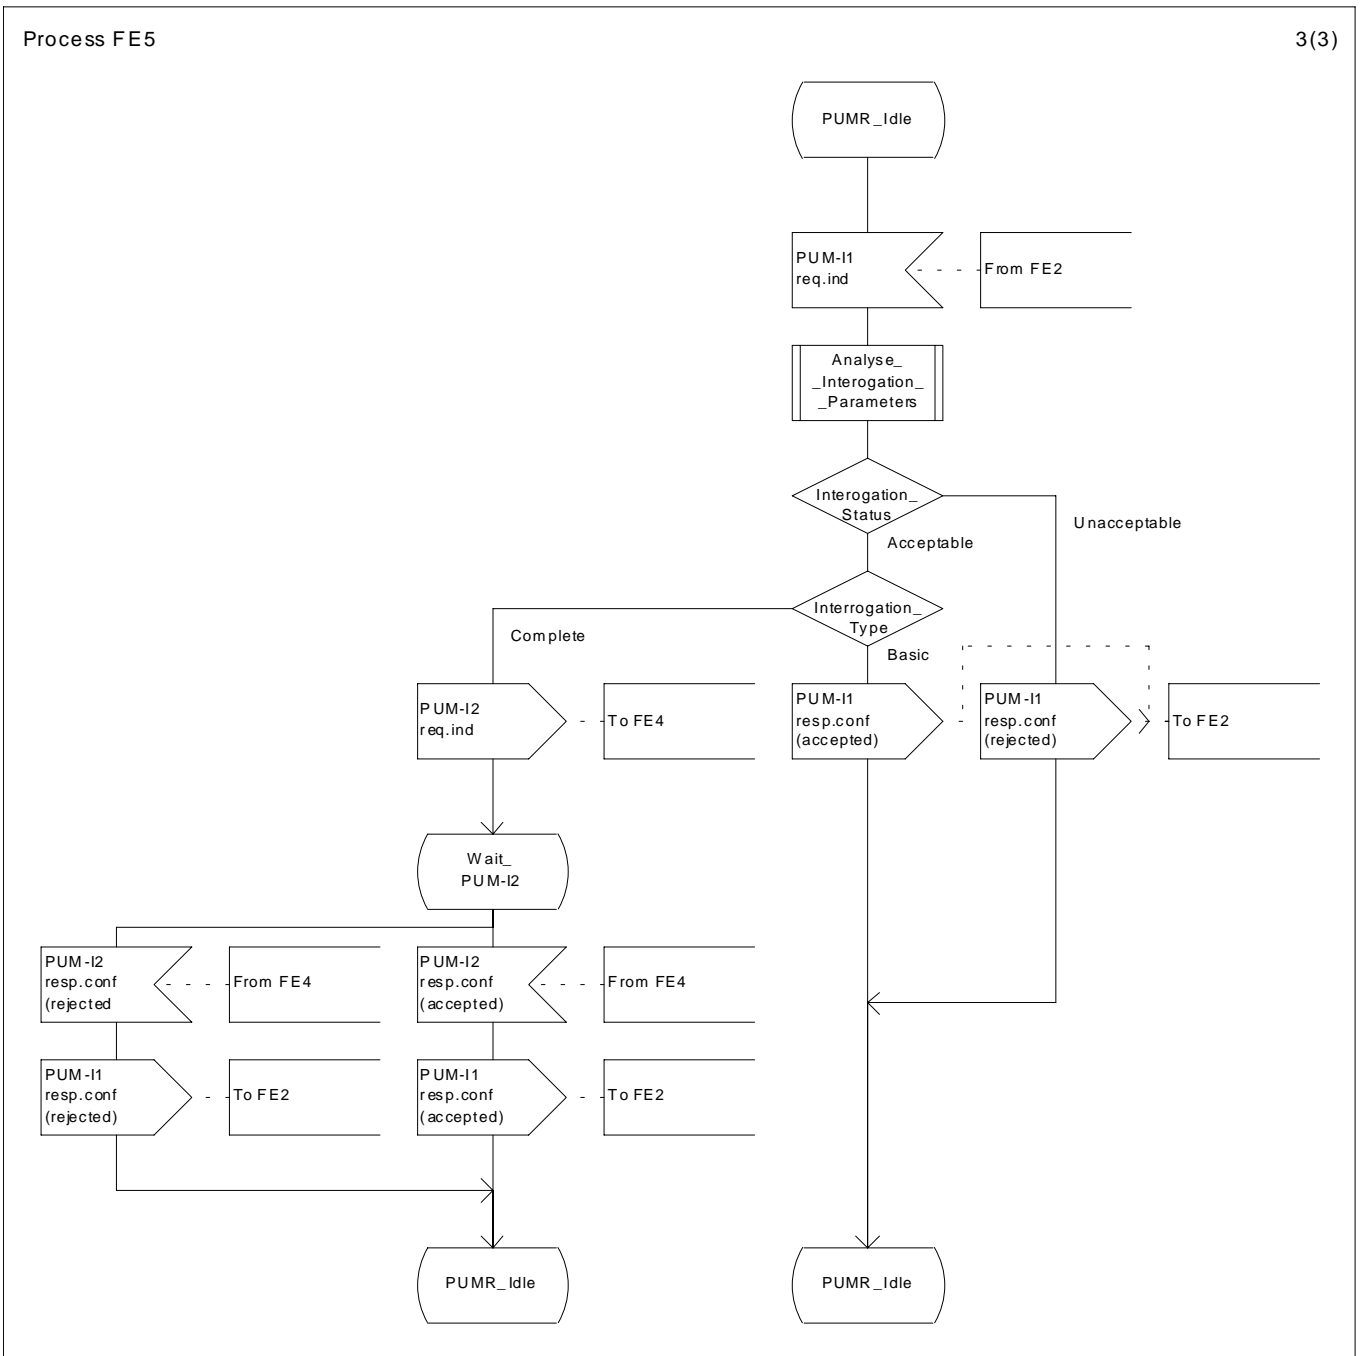 Process FE5
3(3)
PUMR_Idle
PUM-I1
req.ind
From FE2
Analyse_
_Interogation_
_Parameters
Interogation_
Status
Unacceptable
Acceptable
Interrogation_
Type
Complete
Basic
PUM-I2
req.ind
To FE4
PUM-I1
resp.conf
(accepted)
PUM-I1
resp.conf
(rejected)
To FE2
Wait_
PUM-I2
PUM-I2
resp.conf
(rejected
From FE4
PUM-I2
resp.conf
(accepted)
From FE4
PUM-I1
resp.conf
(rejected)
To FE2
PUM-I1
resp.conf
(accepted)
To FE2
PUMR_Idle
PUMR_Idle